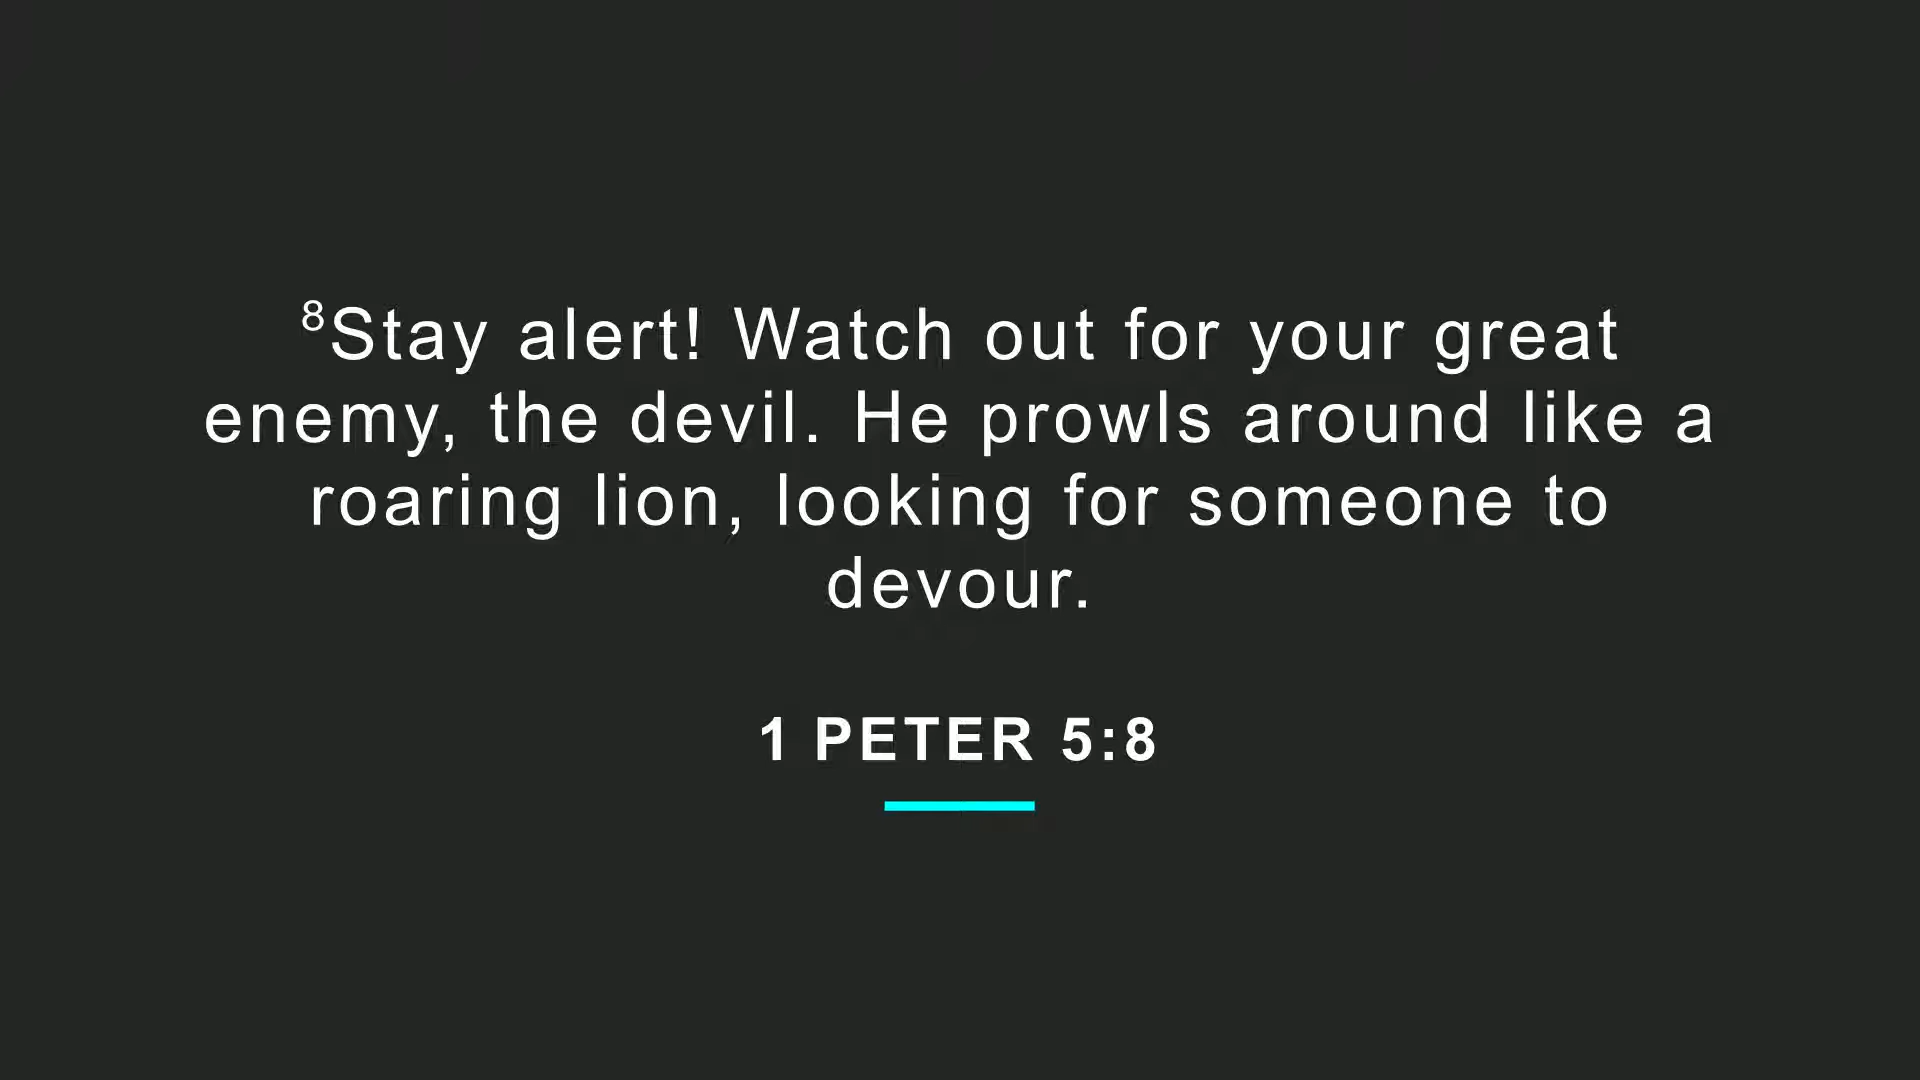 ⁸Stay alert! Watch out for your great
enemy, the devil. He prowls around like a
roaring lion, looking for someone to
devour.
1 PETER 5:8